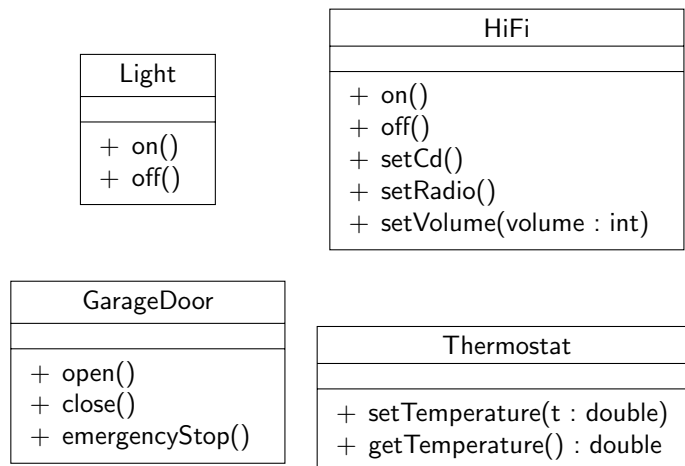 Light
+ on()
+ off()
HiFi
+ on()
+ off()
+ setCd()
+ setRadio()
+ setVolume(volume : int)
GarageDoor
+ open()
+ close()
+ emergencyStop()
Thermostat
+ setTemperature(t : double)
+ getTemperature() : double